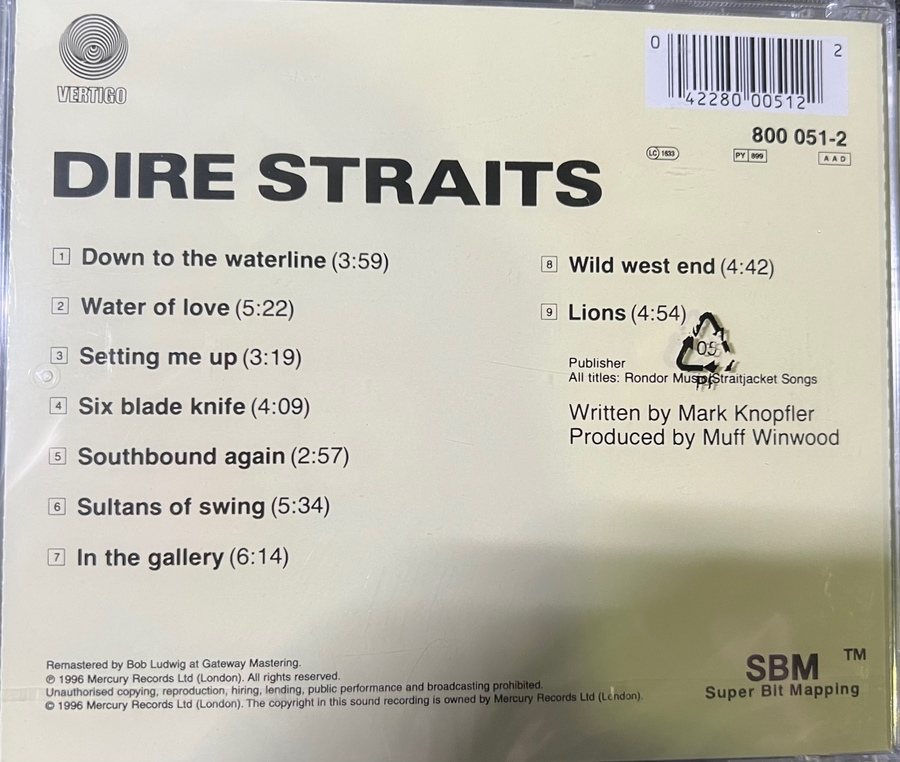 VERTIGO
0 42280 00512 2
800 051-2
LC 1633
PY 899
AAD
DIRE STRAITS
1 Down to the waterline (3:59)
2 Water of love (5:22)
3 Setting me up (3:19)
4 Six blade knife (4:09)
5 Southbound again (2:57)
6 Sultans of swing (5:34)
7 In the gallery (6:14)
8 Wild west end (4:42)
9 Lions (4:54)
05
Publisher
All titles: Rondor Music/Straitjacket Songs
Written by Mark Knopfler
Produced by Muff Winwood
Remastered by Bob Ludwig at Gateway Mastering.
℗ 1996 Mercury Records Ltd (London). All rights reserved.
Unauthorised copying, reproduction, hiring, lending, public performance and broadcasting prohibited.
© 1996 Mercury Records Ltd (London). The copyright in this sound recording is owned by Mercury Records Ltd (London).
SBM TM
Super Bit Mapping